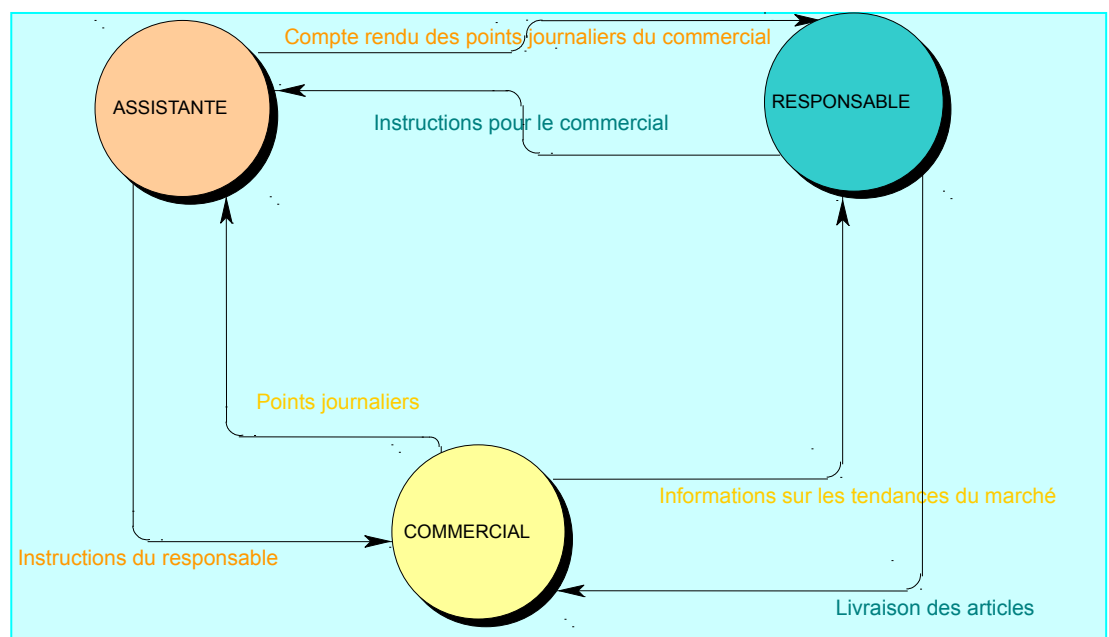 Compte rendu des points journaliers du commercial
ASSISTANTE
RESPONSABLE
Instructions pour le commercial
Points journaliers
Informations sur les tendances du marché
COMMERCIAL
Instructions du responsable
Livraison des articles